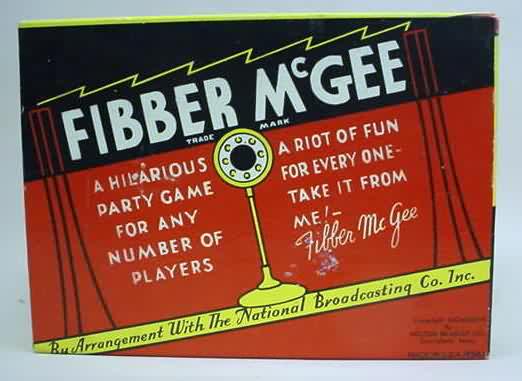 FIBBER McGEE
TRADE MARK
A HILARIOUS
PARTY GAME
FOR ANY
NUMBER OF
PLAYERS
A RIOT OF FUN
FOR EVERY ONE-
TAKE IT FROM
ME!-
Fibber McGee
By Arrangement With The National Broadcasting Co. Inc.